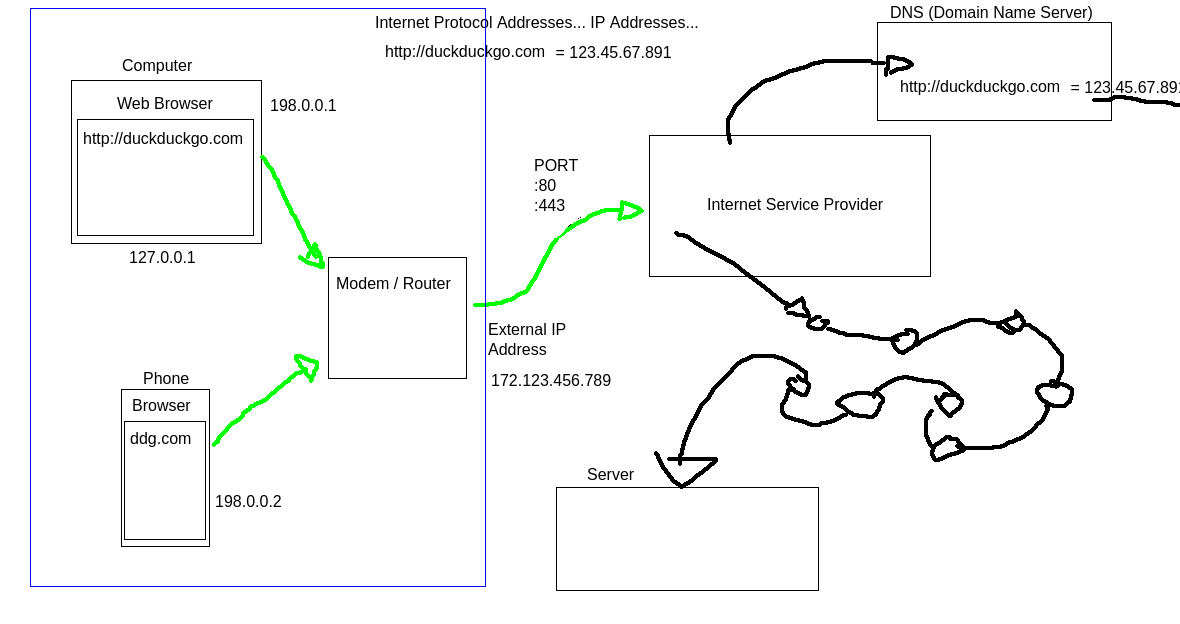 Internet Protocol Addresses... IP Addresses...
http://duckduckgo.com = 123.45.67.891
DNS (Domain Name Server)
http://duckduckgo.com = 123.45.67.891
Computer
Web Browser
198.0.0.1
http://duckduckgo.com
127.0.0.1
PORT
:80
:443
Internet Service Provider
Modem / Router
External IP
Address
172.123.456.789
Phone
Browser
ddg.com
198.0.0.2
Server